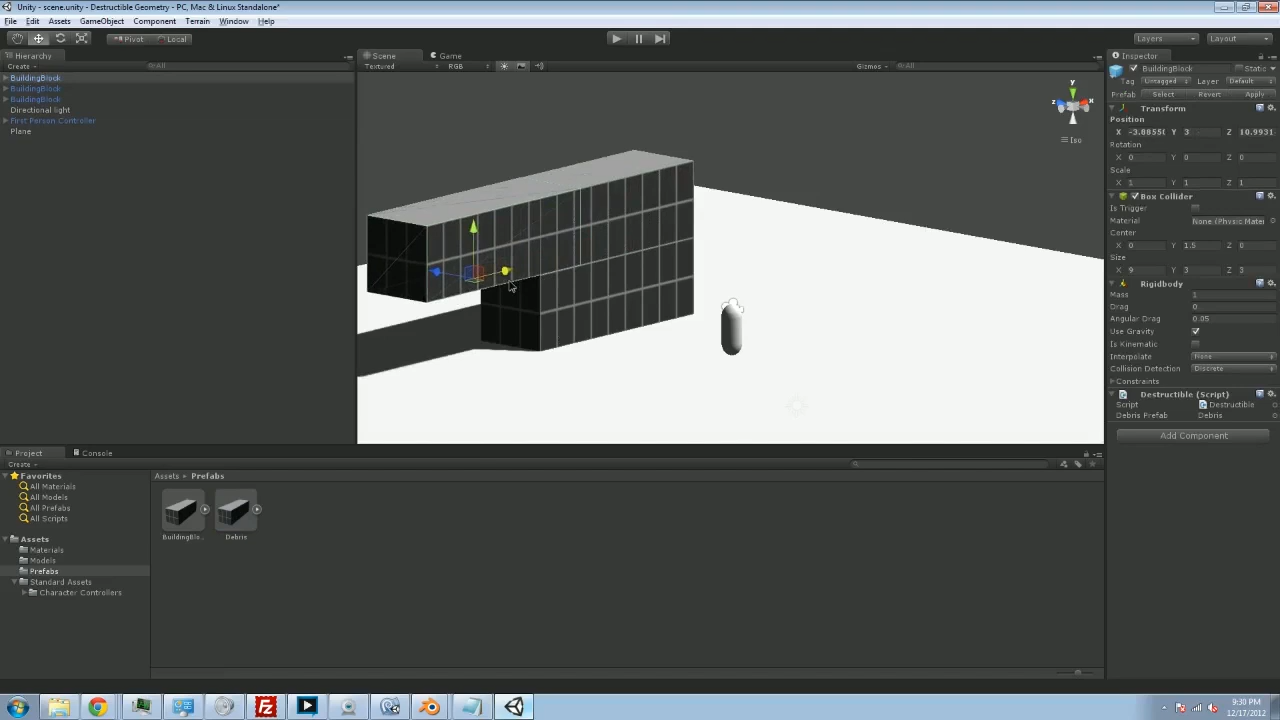 Unity - scene.unity - Destructible Geometry - PC, Mac & Linux Standalone*
File Edit Assets GameObject Component Terrain Window Help
Pivot Local Layers Layout
Hierarchy Scene Game Inspector
Create All Textured RGB Gizmos All
BuildingBlock Static
Tag Untagged Layer Default
Prefab Select Revert Apply
BuildingBlock
BuildingBlock
BuildingBlock
Directional light
First Person Controller
Plane
y
z x
Iso
Transform
Position
X -3.8855( Y 3 Z 10.9931
Rotation
X 0 Y 0 Z 0
Scale
X 1 Y 1 Z 1
Box Collider
Is Trigger
Material None (Physic Mater
Center
X 0 Y 1.5 Z 0
Size
X 9 Y 3 Z 3
Rigidbody
Mass 1
Drag 0
Angular Drag 0.05
Use Gravity
Is Kinematic
Interpolate None
Collision Detection Discrete
Constraints
Destructible (Script)
Script Destructible
Debris Prefab Debris
Add Component
Project Console
Create
Favorites
All Materials
All Models
All Prefabs
All Scripts
Assets
Materials
Models
Prefabs
Standard Assets
Character Controllers
Assets Prefabs
BuildingBlo... Debris
9:30 PM
12/17/2012